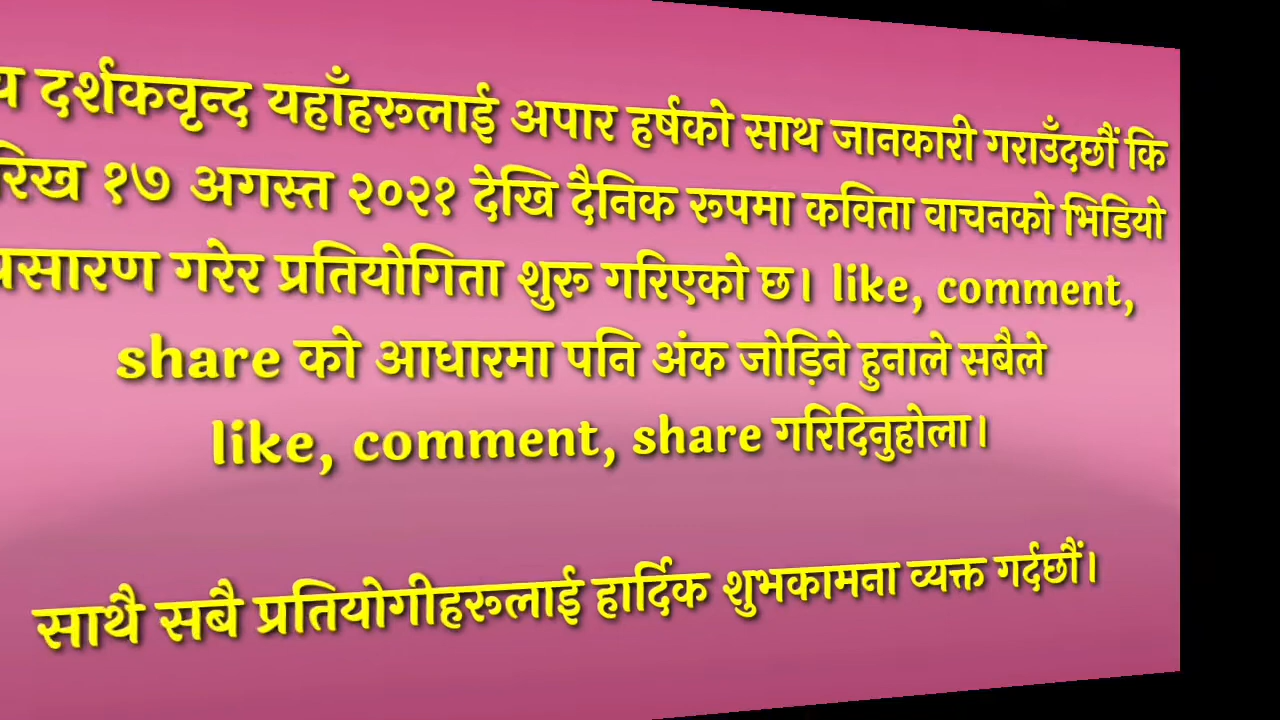 दर्शकवृन्द यहाँहरुलाई अपार हर्षको साथ जानकारी गराउँदछौं कि
१७ अगस्त २०२१ देखि दैनिक रूपमा कविता वाचनको भिडियो
गरेर प्रतियोगिता शुरू गरिएको छ। like, comment,
share को आधारमा पनि अंक जोड़िने हुनाले सबैले
like, comment, share गरिदिनुहोला।
साथै सबै प्रतियोगीहरुलाई हार्दिक शुभकामना व्यक्त गर्दछौं।